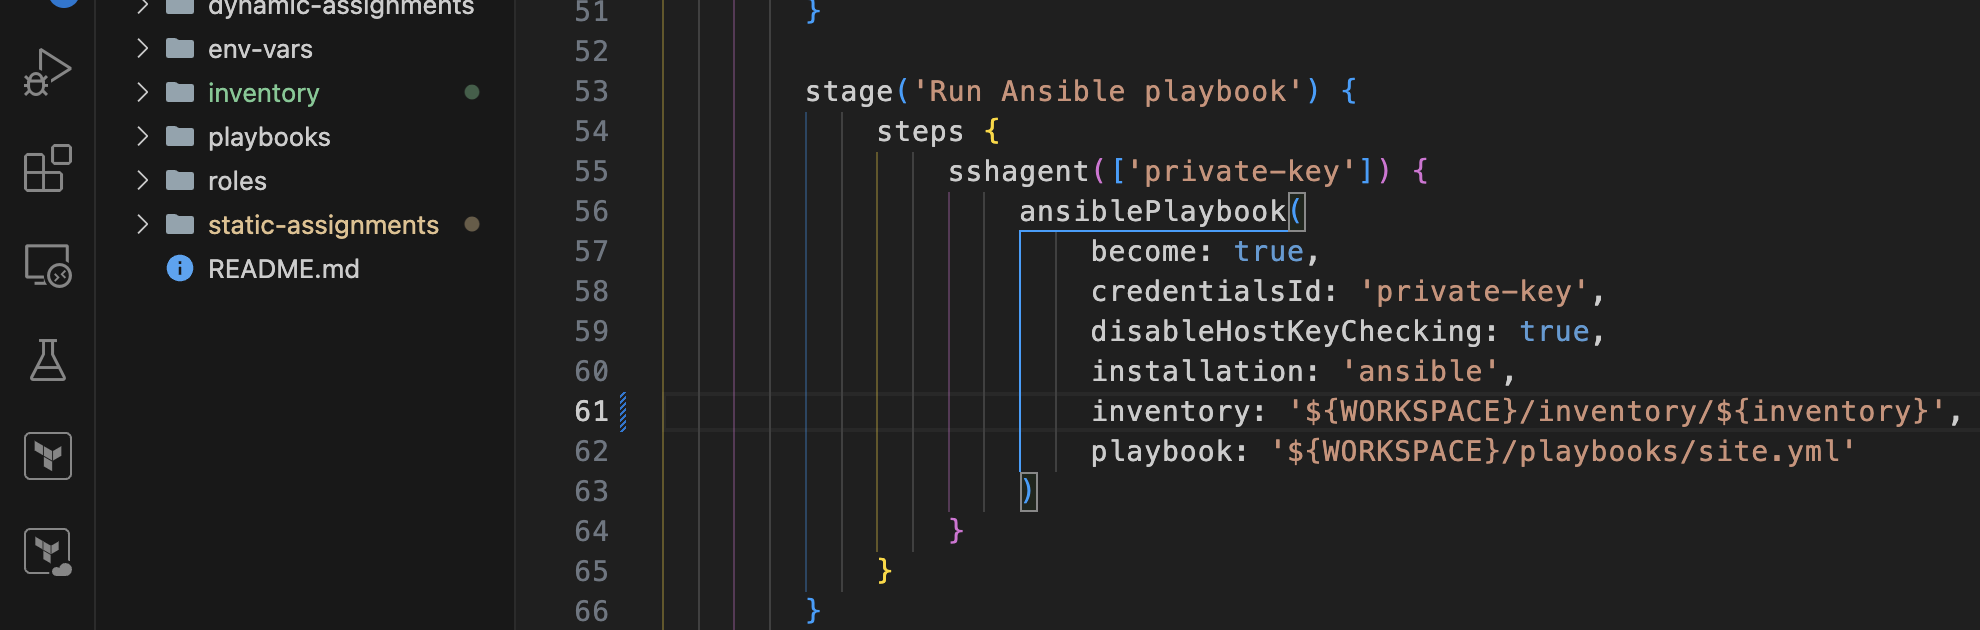 dynamic-assignments
env-vars
inventory
playbooks
roles
static-assignments
README.md
51 }
52
53 stage('Run Ansible playbook') {
54 steps {
55 sshagent(['private-key']) {
56 ansiblePlaybook(
57 become: true,
58 credentialsId: 'private-key',
59 disableHostKeyChecking: true,
60 installation: 'ansible',
61 inventory: '${WORKSPACE}/inventory/${inventory}',
62 playbook: '${WORKSPACE}/playbooks/site.yml'
63 )
64 }
65 }
66 }